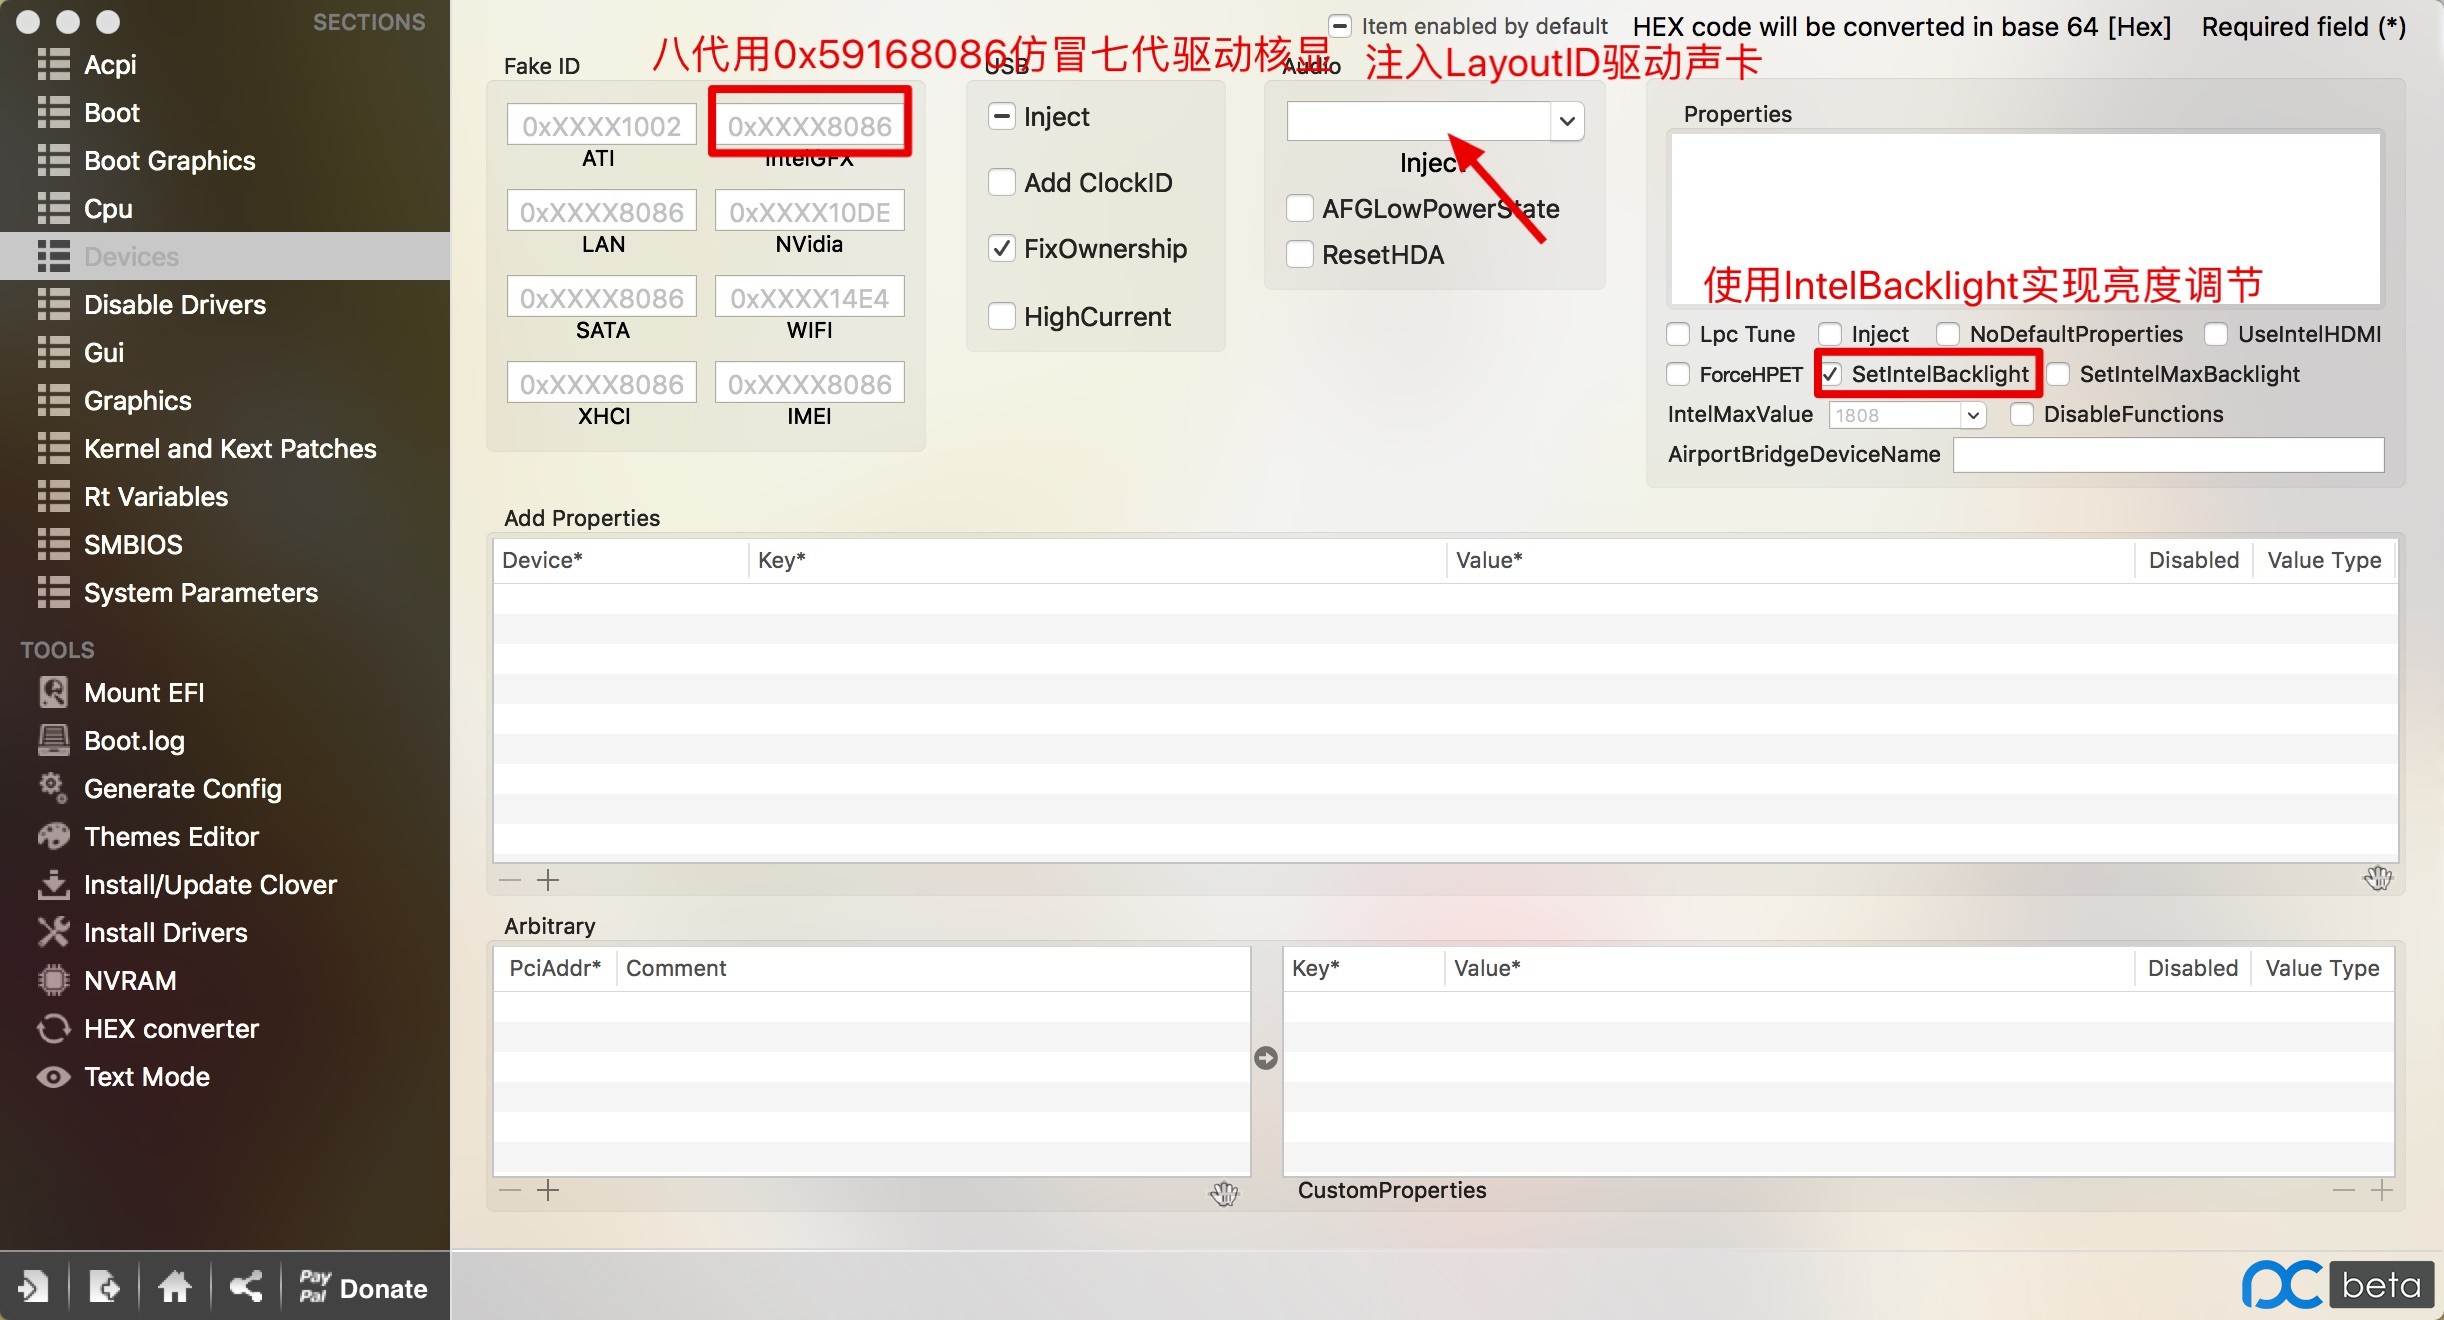 SECTIONS
Acpi
Boot
Boot Graphics
Cpu
Devices
Disable Drivers
Gui
Graphics
Kernel and Kext Patches
Rt Variables
SMBIOS
System Parameters
TOOLS
Mount EFI
Boot.log
Generate Config
Themes Editor
Install/Update Clover
Install Drivers
NVRAM
HEX converter
Text Mode
Pay Pal Donate
Item enabled by default HEX code will be converted in base 64 [Hex] Required field (*)
八代用0x59168086仿冒七代驱动核显
注入LayoutID驱动声卡
Fake ID
0xXXXX1002 0xXXXX8086
ATI IntelGFX
0xXXXX8086 0xXXXX10DE
LAN NVidia
0xXXXX8086 0xXXXX14E4
SATA WIFI
0xXXXX8086 0xXXXX8086
XHCI IMEI
USB
Inject
Add ClockID
FixOwnership
HighCurrent
Audio
Inject
AFGLowPowerState
ResetHDA
Properties
使用IntelBacklight实现亮度调节
Lpc Tune Inject NoDefaultProperties UseIntelHDMI
ForceHPET SetIntelBacklight SetIntelMaxBacklight
IntelMaxValue 1808 DisableFunctions
AirportBridgeDeviceName
Add Properties
Device* Key* Value* Disabled Value Type
Arbitrary
PciAddr* Comment
Key* Value* Disabled Value Type
CustomProperties
pc beta